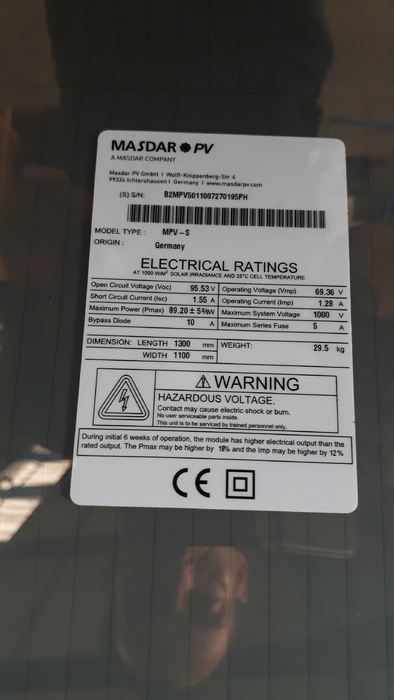 MASDAR PV
A MASDAR COMPANY
Masdar PV GmbH | Wolff-Knippenberg-Str. 4
99334 Ichtershausen | Germany | www.masdarpv.com
(S) S/N: B2MPV5011007270195PH
MODEL TYPE : MPV-S
ORIGIN : Germany
ELECTRICAL RATINGS
AT 1000 W/M² SOLAR IRRADIANCE AND 25°C CELL TEMPERATURE
Open Circuit Voltage (Voc) 95.53 V Operating Voltage (Vmp) 69.36 V
Short Circuit Current (Isc) 1.55 A Operating Current (Imp) 1.28 A
Maximum Power (Pmax) 89.20 ± 5% W Maximum System Voltage 1000 V
Bypass Diode 10 A Maximum Series Fuse 5 A
DIMENSION: LENGTH 1300 mm WEIGHT: 29.5 kg
WIDTH 1100 mm
WARNING
HAZARDOUS VOLTAGE.
Contact may cause electric shock or burn.
No user serviceable parts inside.
This unit is to be serviced by trained personnel only.
During initial 6 weeks of operation, the module has higher electrical output than the
rated output. The Pmax may be higher by 18% and the Imp may be higher by 12%
CE